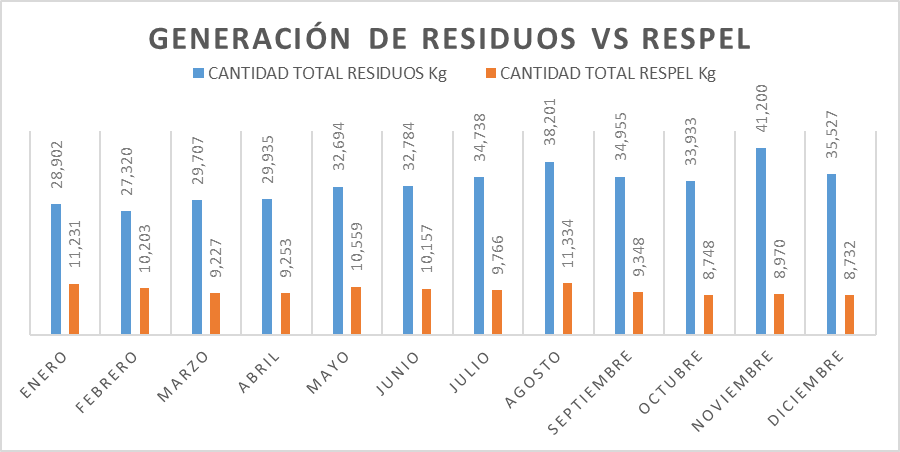 GENERACIÓN DE RESIDUOS VS RESPEL
CANTIDAD TOTAL RESIDUOS Kg CANTIDAD TOTAL RESPEL Kg
28,902
11,231
27,320
10,203
29,707
9,227
29,935
9,253
32,694
10,559
32,784
10,157
34,738
9,766
38,201
11,334
34,955
9,348
33,933
8,748
41,200
8,970
35,527
8,732
ENERO
FEBRERO
MARZO
ABRIL
MAYO
JUNIO
JULIO
AGOSTO
SEPTIEMBRE
OCTUBRE
NOVIEMBRE
DICIEMBRE